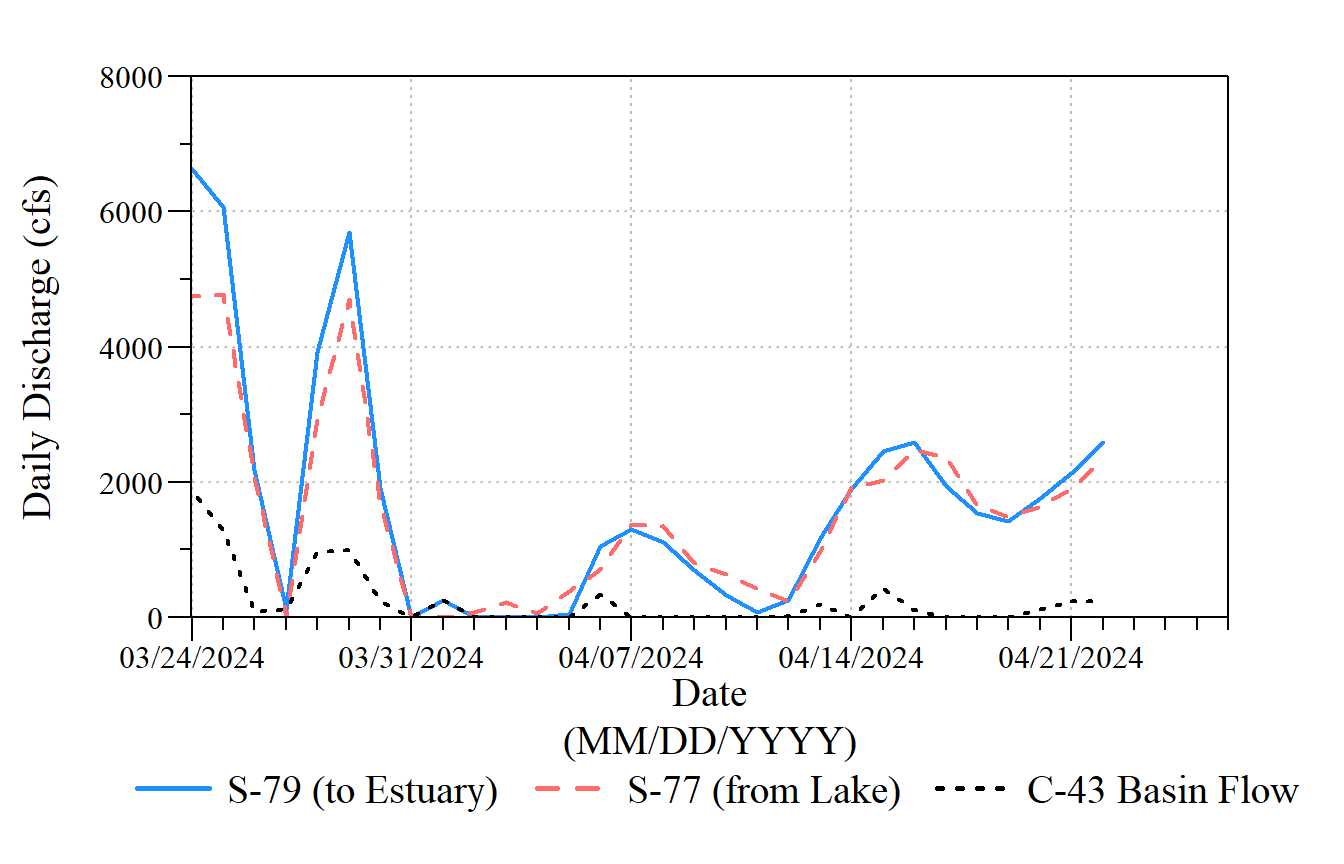 8000
6000
4000
2000
0
Daily Discharge (cfs)
03/24/2024 03/31/2024 04/07/2024 04/14/2024 04/21/2024
Date
(MM/DD/YYYY)
S-79 (to Estuary) S-77 (from Lake) C-43 Basin Flow